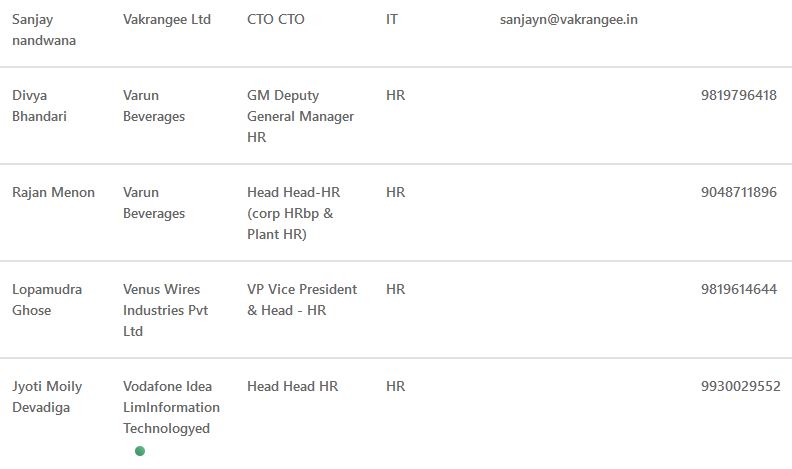 Sanjay Vakrangee Ltd CTO CTO IT sanjayn@vakrangee.in
nandwana
Divya Varun GM Deputy HR 9819796418
Bhandari Beverages General Manager
HR
Rajan Menon Varun Head Head-HR HR 9048711896
Beverages (corp HRbp &
Plant HR)
Lopamudra Venus Wires VP Vice President HR 9819614644
Ghose Industries Pvt & Head - HR
Ltd
Jyoti Moily Vodafone Idea Head Head HR HR 9930029552
Devadiga LimInformation
Technologyed